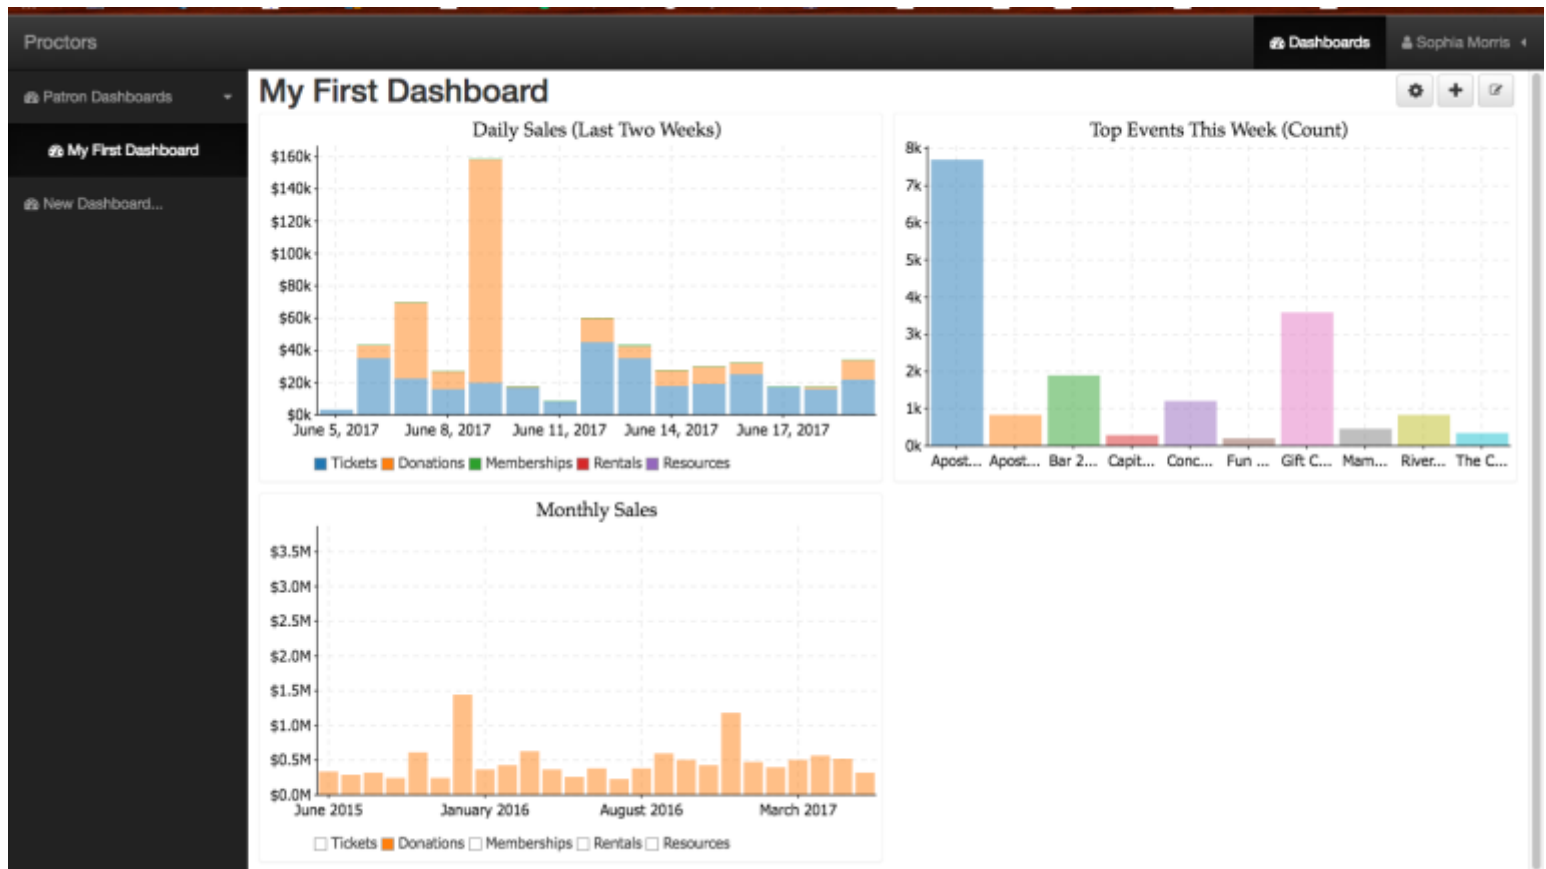 Proctors
Dashboards
Sophia Morris
Patron Dashboards
My First Dashboard
New Dashboard...
My First Dashboard
Daily Sales (Last Two Weeks)
$160k
$140k
$120k
$100k
$80k
$60k
$40k
$20k
$0k
June 5, 2017 June 8, 2017 June 11, 2017 June 14, 2017 June 17, 2017
Tickets Donations Memberships Rentals Resources
Top Events This Week (Count)
8k
7k
6k
5k
4k
3k
2k
1k
0k
Apost... Apost... Bar 2... Capit... Conc... Fun ... Gift C... Mam... River... The C...
Monthly Sales
$3.5M
$3.0M
$2.5M
$2.0M
$1.5M
$1.0M
$0.5M
$0.0M
June 2015 January 2016 August 2016 March 2017
Tickets Donations Memberships Rentals Resources